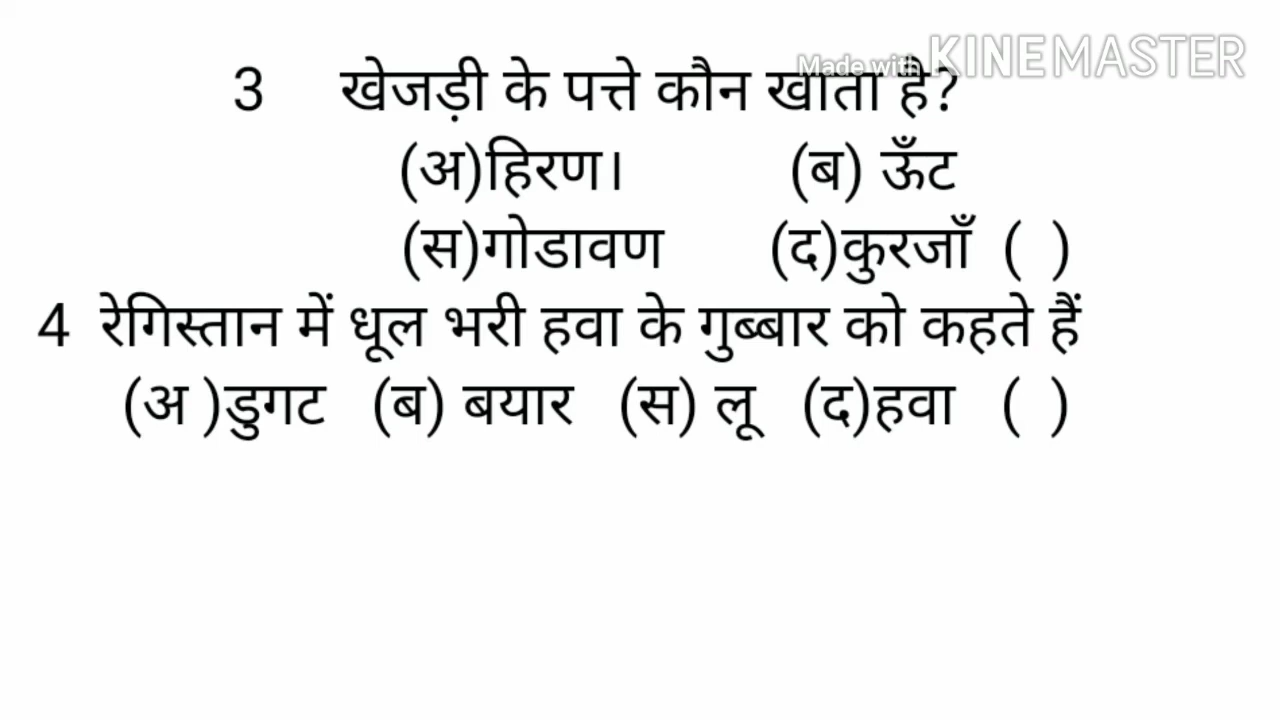 Made with KINEMASTER
3 खेजड़ी के पत्ते कौन खाता है?
(अ)हिरण। (ब) ऊँट
(स)गोडावण (द)कुरजाँ ( )
4 रेगिस्तान में धूल भरी हवा के गुब्बार को कहते हैं
(अ )डुगट (ब) बयार (स) लू (द)हवा ( )